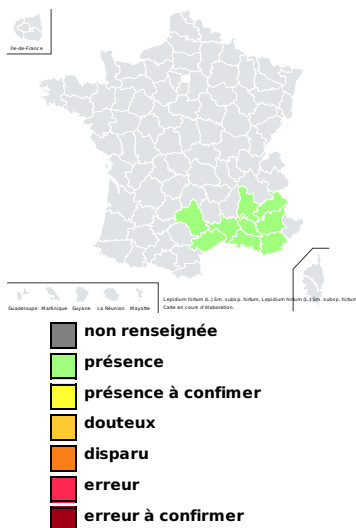 Île-de-France
Guadeloupe Martinique Guyane La Réunion Mayotte
Lepidium hirtum (L.) Sm. subsp. hirtum, Lepidium hirtum (L.) Sm. subsp. hirtum
Carte en cours d'élaboration.
non renseignée
présence
présence à confimer
douteux
disparu
erreur
erreur à confirmer